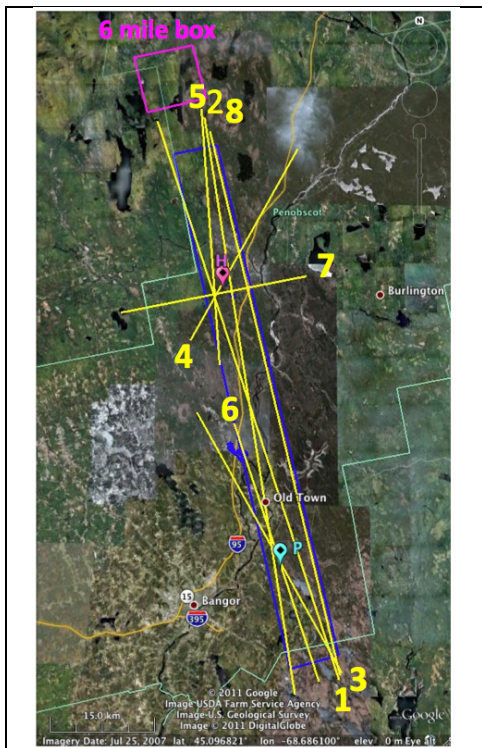 N
6 mile box
5 2 8
Penobscot
H
7
Burlington
4
6
Old Town
95
P
15
Bangor
395
3
1
© 2011 Google
Image USDA Farm Service Agency
Image U.S. Geological Survey
Image © 2011 DigitalGlobe
15.0 km
Google
Imagery Date: Jul 25, 2007 lat 45.096821° lon -68.686100° elev 0 m Eye alt